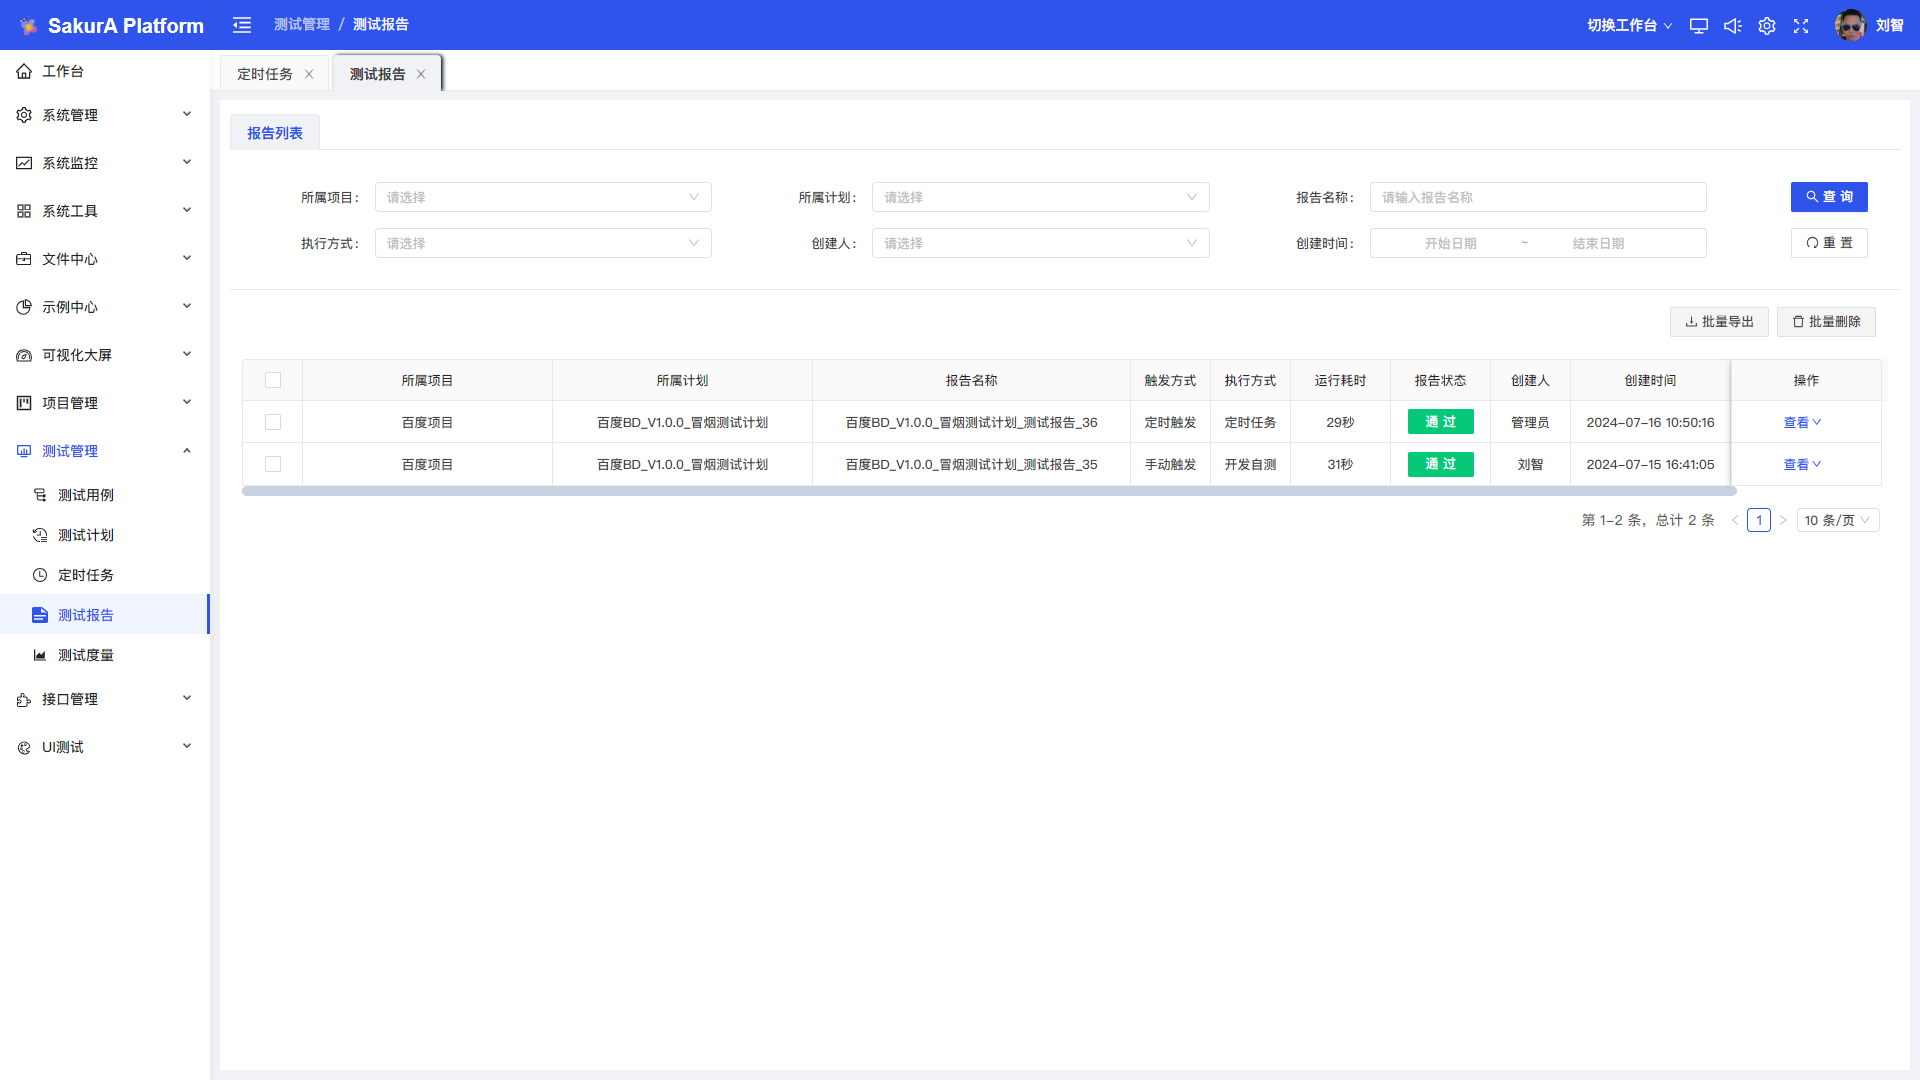 SakurA Platform
测试管理 / 测试报告
切换工作台
刘智
工作台
系统管理
系统监控
系统工具
文件中心
示例中心
可视化大屏
项目管理
测试管理
测试用例
测试计划
定时任务
测试报告
测试度量
接口管理
UI测试
定时任务
测试报告
报告列表
所属项目： 请选择
所属计划： 请选择
报告名称： 请输入报告名称
查 询
执行方式： 请选择
创建人： 请选择
创建时间： 开始日期 ~ 结束日期
重 置
批量导出 批量删除
所属项目 所属计划 报告名称 触发方式 执行方式 运行耗时 报告状态 创建人 创建时间 操作
百度项目 百度BD_V1.0.0_冒烟测试计划 百度BD_V1.0.0_冒烟测试计划_测试报告_36 定时触发 定时任务 29秒 通 过 管理员 2024-07-16 10:50:16 查看
百度项目 百度BD_V1.0.0_冒烟测试计划 百度BD_V1.0.0_冒烟测试计划_测试报告_35 手动触发 开发自测 31秒 通 过 刘智 2024-07-15 16:41:05 查看
第 1-2 条，总计 2 条 < 1 > 10 条/页